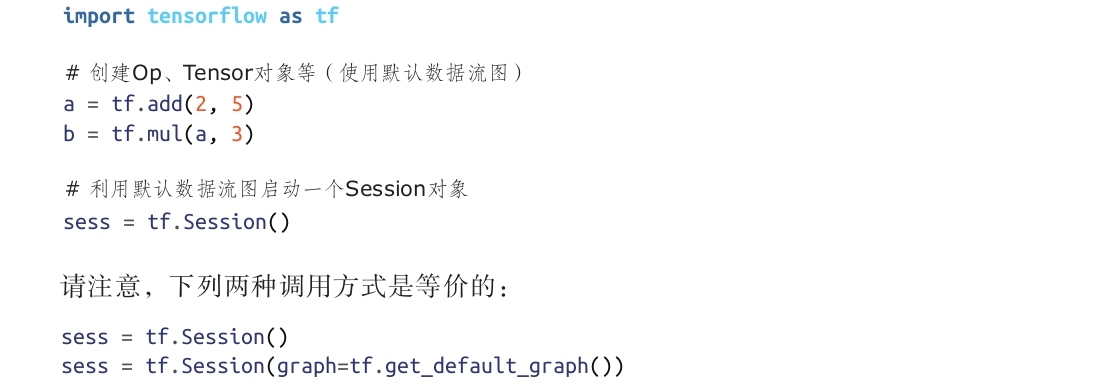 import tensorflow as tf
# 创建Op、Tensor对象等（使用默认数据流图）
a = tf.add(2, 5)
b = tf.mul(a, 3)
# 利用默认数据流图启动一个Session对象
sess = tf.Session()
请注意，下列两种调用方式是等价的：
sess = tf.Session()
sess = tf.Session(graph=tf.get_default_graph())